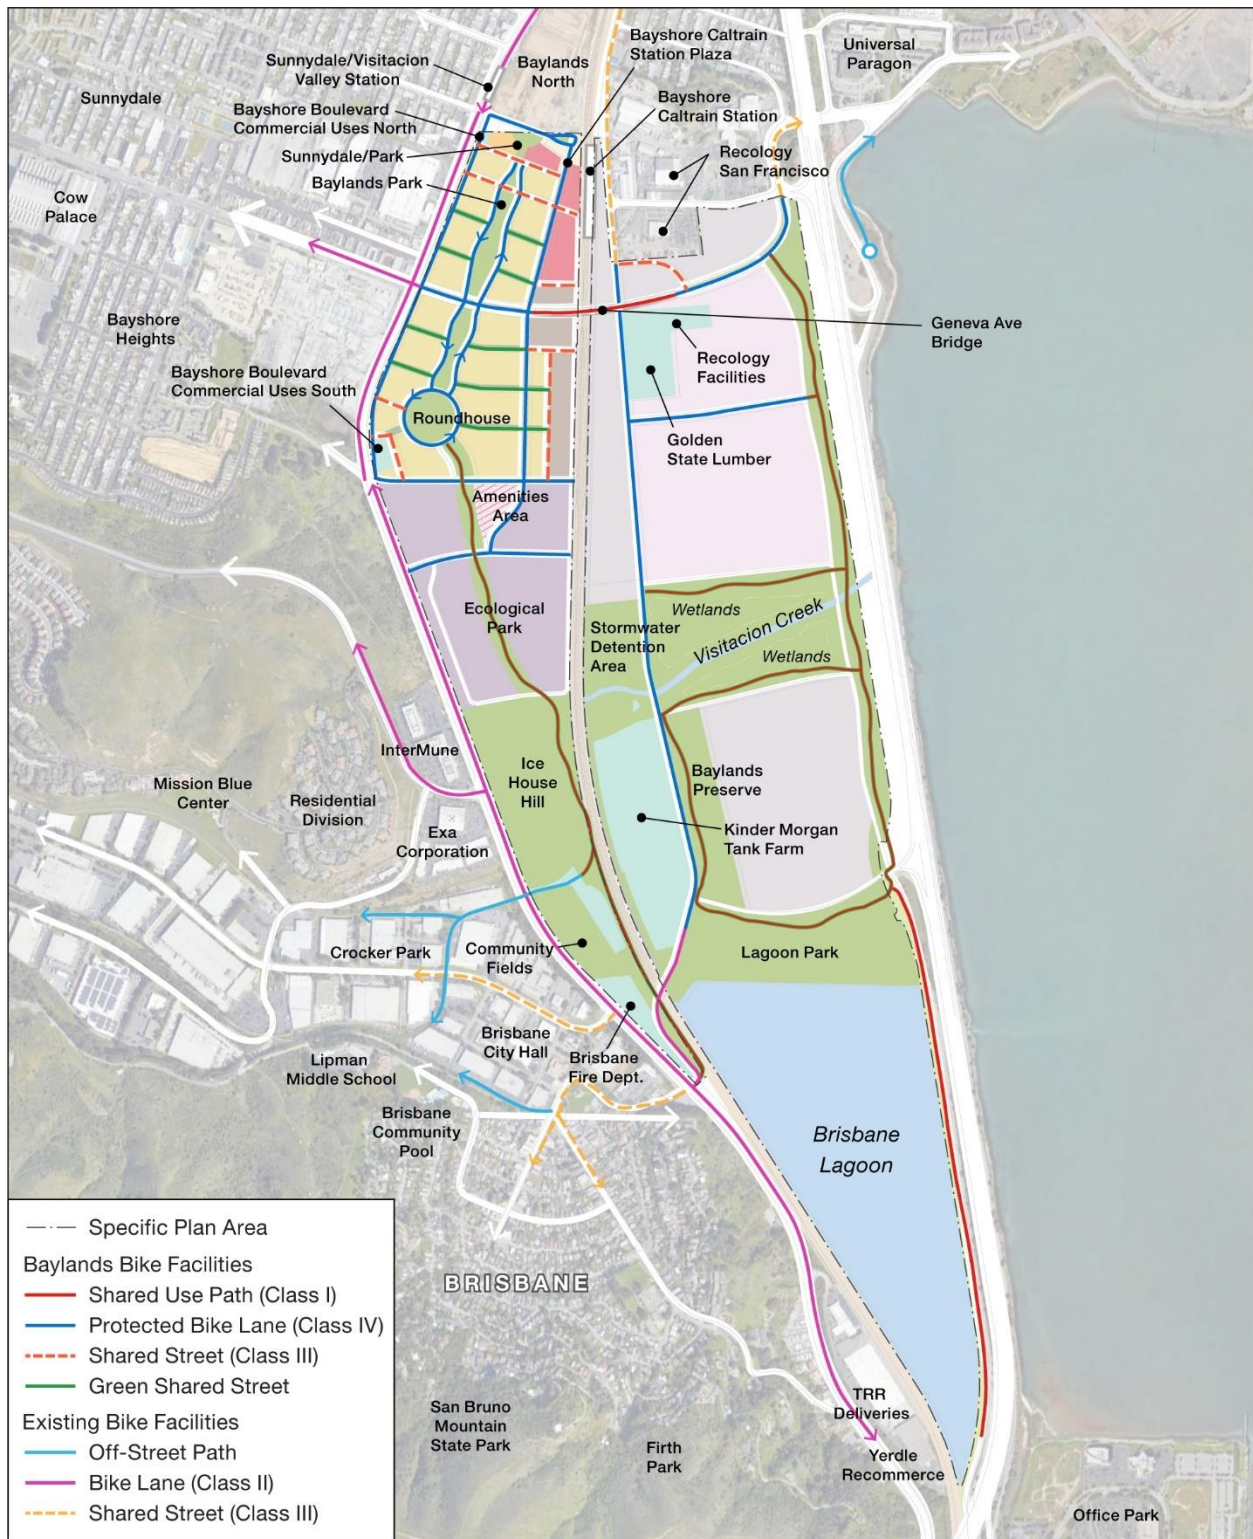 Bayshore Caltrain
Station Plaza
Universal
Paragon
Sunnydale/Visitacion
Valley Station
Baylands
North
Sunnydale
Bayshore
Caltrain Station
Bayshore Boulevard
Commercial Uses North
Sunnydale/Park
Recology
San Francisco
Baylands Park
Cow
Palace
Bayshore
Heights
Geneva Ave
Bridge
Recology
Facilities
Bayshore Boulevard
Commercial Uses South
Roundhouse
Golden
State Lumber
Amenities
Area
Ecological
Park
Wetlands
Stormwater
Detention
Area
Visitacion Creek
Wetlands
InterMune
Ice
House
Hill
Baylands
Preserve
Mission Blue
Center
Residential
Division
Exa
Corporation
Kinder Morgan
Tank Farm
Crocker Park
Community
Fields
Lagoon Park
Brisbane
City Hall
Lipman
Middle School
Brisbane
Fire Dept.
Brisbane
Community
Pool
Brisbane
Lagoon
BRISBANE
San Bruno
Mountain
State Park
Firth
Park
TRR
Deliveries
Yerdle
Recommerce
Office Park
Specific Plan Area
Baylands Bike Facilities
Shared Use Path (Class I)
Protected Bike Lane (Class IV)
Shared Street (Class III)
Green Shared Street
Existing Bike Facilities
Off-Street Path
Bike Lane (Class II)
Shared Street (Class III)